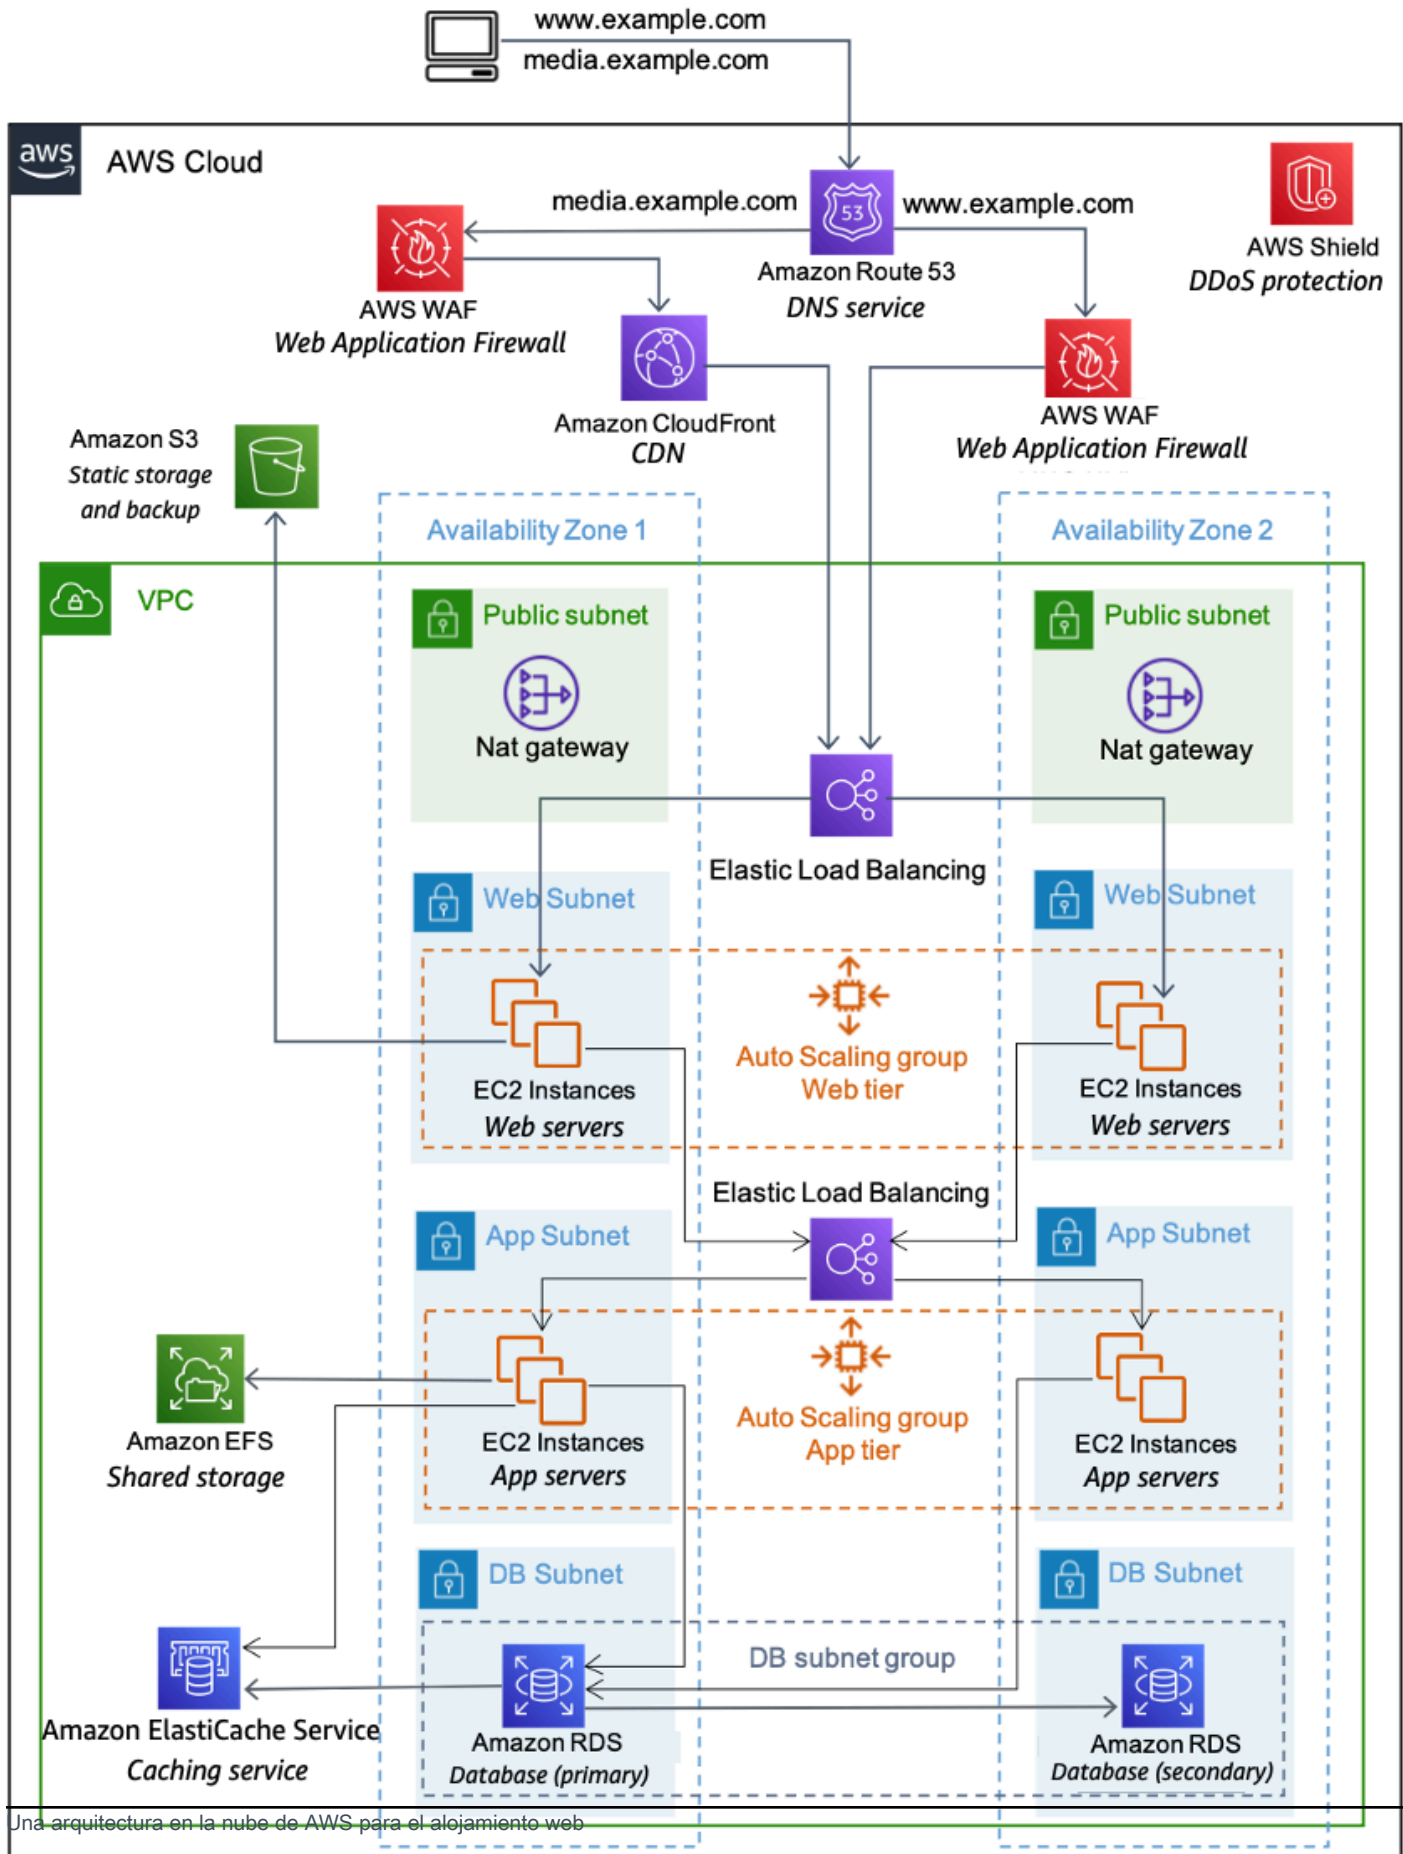 www.example.com
media.example.com
aws
AWS Cloud
media.example.com
53
www.example.com
Amazon Route 53
DNS service
AWS Shield
DDoS protection
AWS WAF
Web Application Firewall
Amazon CloudFront
CDN
AWS WAF
Web Application Firewall
Amazon S3
Static storage
and backup
Availability Zone 1
Availability Zone 2
VPC
Public subnet
Nat gateway
Public subnet
Nat gateway
Elastic Load Balancing
Web Subnet
Web Subnet
EC2 Instances
Web servers
Auto Scaling group
Web tier
EC2 Instances
Web servers
Elastic Load Balancing
App Subnet
App Subnet
Amazon EFS
Shared storage
EC2 Instances
App servers
Auto Scaling group
App tier
EC2 Instances
App servers
DB Subnet
DB Subnet
DB subnet group
Amazon ElastiCache Service
Caching service
Amazon RDS
Database (primary)
Amazon RDS
Database (secondary)
Una arquitectura en la nube de AWS para el alojamiento web